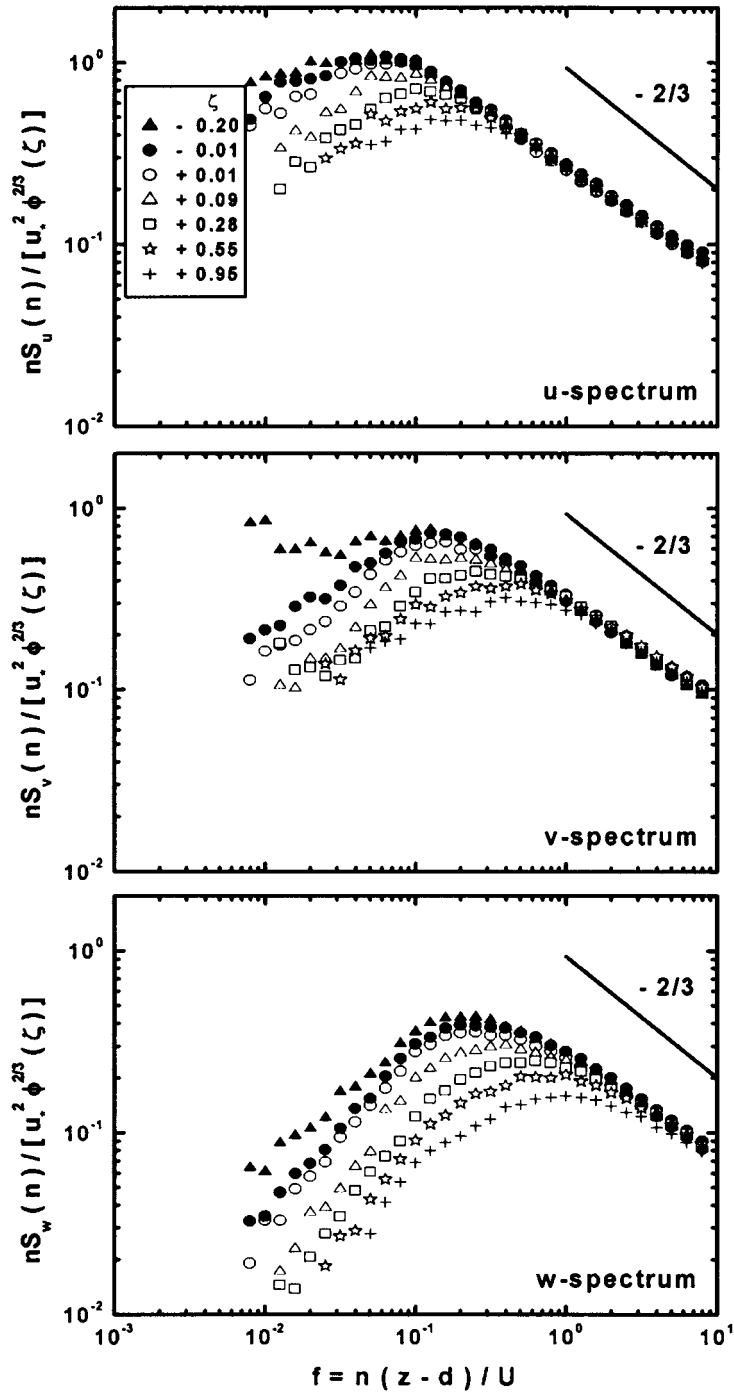 nS_u(n)/[u_*^2 ϕ^{2/3}(ζ)]
10^0
10^{-1}
10^{-2}
ζ
▲ - 0.20
● - 0.01
○ + 0.01
△ + 0.09
□ + 0.28
☆ + 0.55
+ + 0.95
- 2/3
u-spectrum
nS_v(n)/[u_*^2 ϕ^{2/3}(ζ)]
10^0
10^{-1}
10^{-2}
- 2/3
v-spectrum
nS_w(n)/[u_*^2 ϕ^{2/3}(ζ)]
10^0
10^{-1}
10^{-2}
- 2/3
w-spectrum
10^{-3} 10^{-2} 10^{-1} 10^0 10^1
f = n(z-d)/U